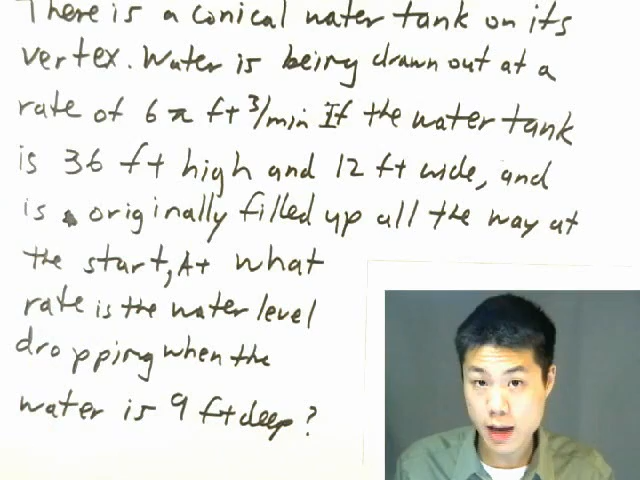 There is a conical water tank on its
vertex. Water is being drawn out at a
rate of 6π ft³/min If the water tank
is 36 ft high and 12 ft wide, and
is originally filled up all the way at
the start, At what
rate is the water level
dropping when the
water is 9 ft deep?